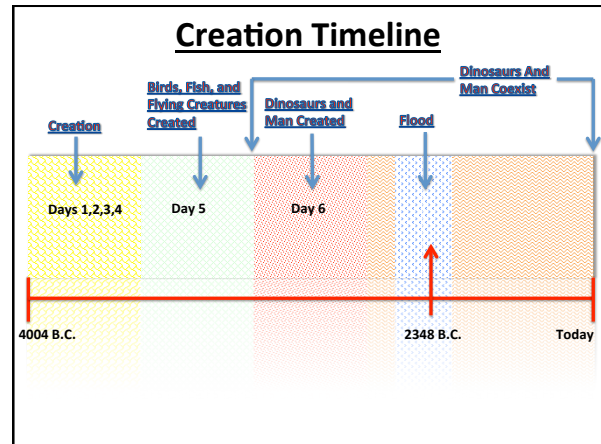 Creation Timeline
Birds, Fish, and
Flying Creatures
Created
Dinosaurs And
Man Coexist
Creation
Dinosaurs and
Man Created
Flood
Days 1,2,3,4
Day 5
Day 6
4004 B.C.
2348 B.C.
Today